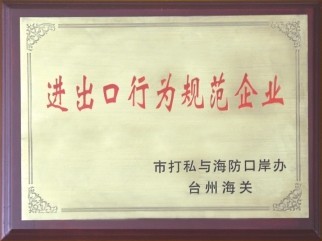 进出口行为规范企业
市打私与海防口岸办
台州海关